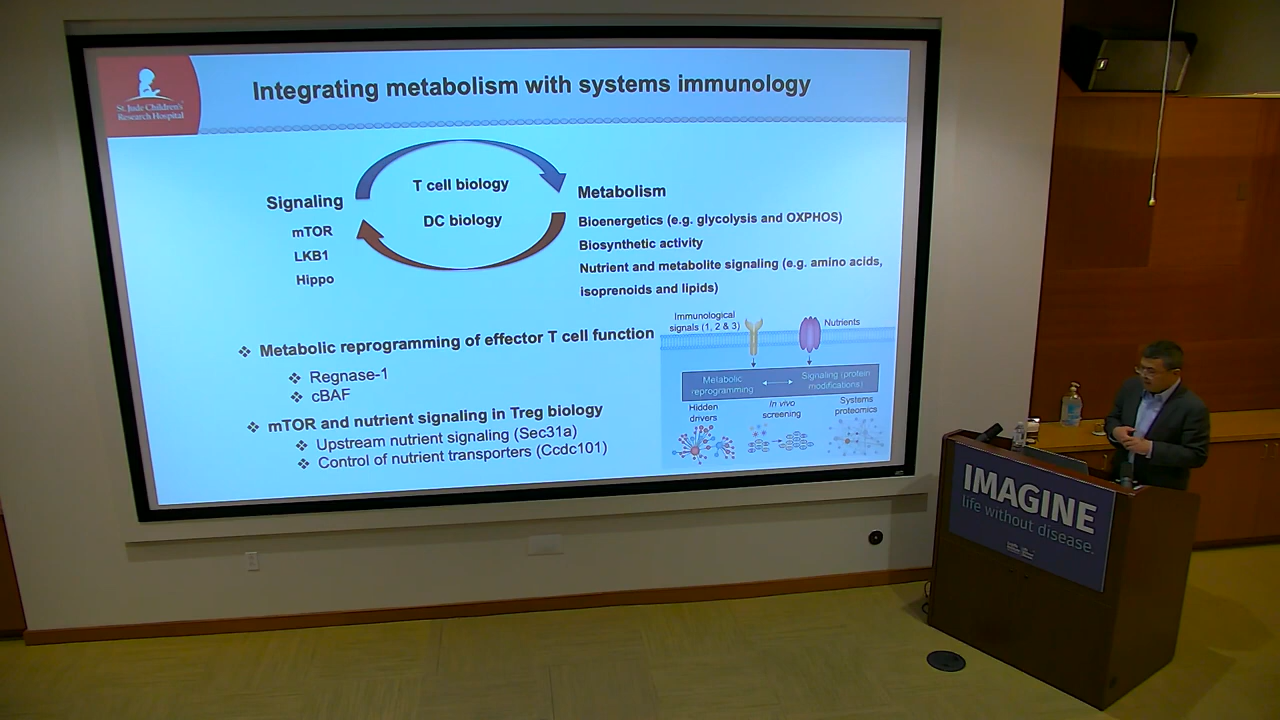 St. Jude Children's
Research Hospital
Integrating metabolism with systems immunology
Signaling
mTOR
LKB1
Hippo
T cell biology
DC biology
Metabolism
Bioenergetics (e.g. glycolysis and OXPHOS)
Biosynthetic activity
Nutrient and metabolite signaling (e.g. amino acids,
isoprenoids and lipids)
❖ Metabolic reprogramming of effector T cell function
❖ Regnase-1
❖ cBAF
❖ mTOR and nutrient signaling in Treg biology
❖ Upstream nutrient signaling (Sec31a)
❖ Control of nutrient transporters (Ccdc101)
Immunological
signals (1, 2 & 3)
Nutrients
Metabolic
reprogramming
Signaling (protein
modifications)
Hidden
drivers
In vivo
screening
Systems
proteomics
IMAGINE
life without disease.